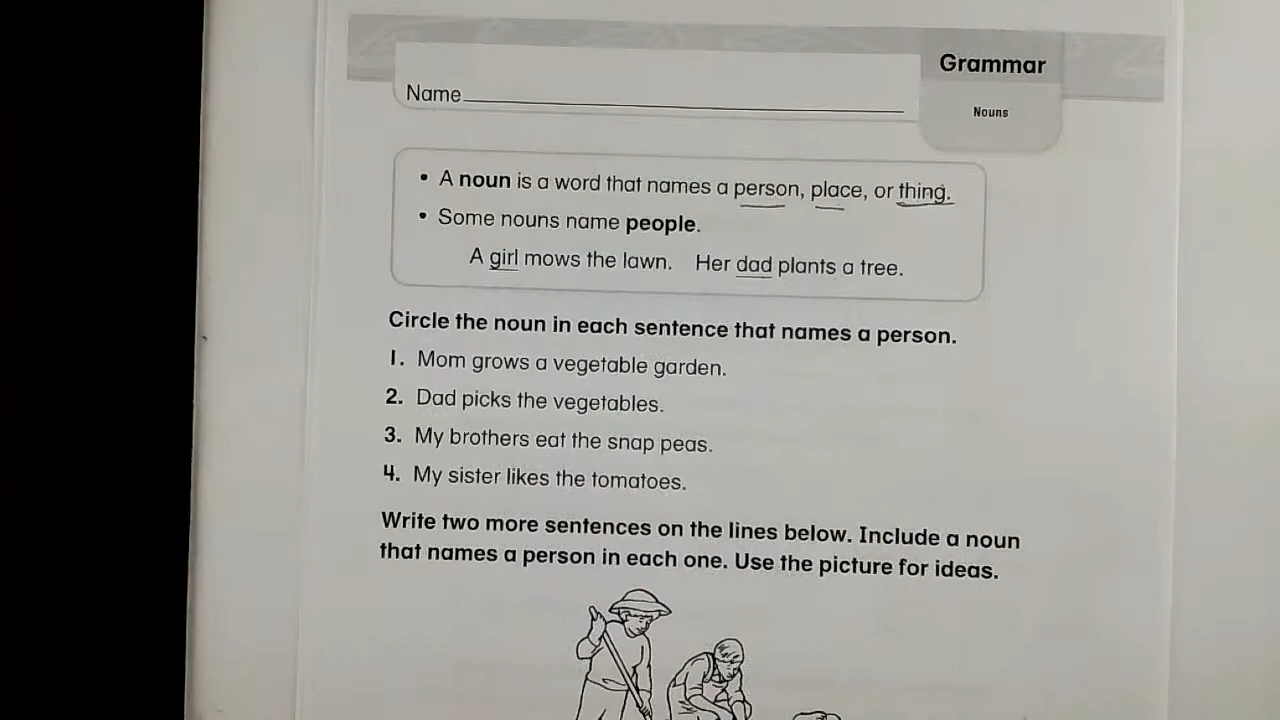 Grammar
Name
Nouns
• A noun is a word that names a person, place, or thing.
• Some nouns name people.
A girl mows the lawn. Her dad plants a tree.
Circle the noun in each sentence that names a person.
1. Mom grows a vegetable garden.
2. Dad picks the vegetables.
3. My brothers eat the snap peas.
4. My sister likes the tomatoes.
Write two more sentences on the lines below. Include a noun
that names a person in each one. Use the picture for ideas.